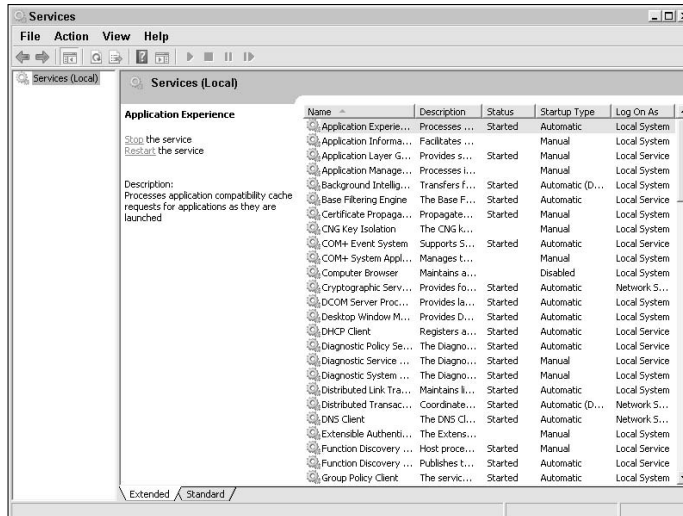 Services
File Action View Help
Services (Local)
Services (Local)
Application Experience
Stop the service
Restart the service
Description:
Processes application compatibility cache
requests for applications as they are
launched
Name Description Status Startup Type Log On As
Application Experie... Processes ... Started Automatic Local System
Application Informa... Facilitates ... Manual Local System
Application Layer G... Provides s... Started Manual Local Service
Application Manage... Processes i... Manual Local System
Background Intellig... Transfers f... Started Automatic (D... Local System
Base Filtering Engine The Base F... Started Automatic Local Service
Certificate Propaga... Propagate... Started Manual Local System
CNG Key Isolation The CNG k... Manual Local System
COM+ Event System Supports S... Started Automatic Local Service
COM+ System Appl... Manages t... Manual Local System
Computer Browser Maintains a... Disabled Local System
Cryptographic Serv... Provides fo... Started Automatic Network S...
DCOM Server Proc... Provides la... Started Automatic Local System
Desktop Window M... Provides D... Started Automatic Local System
DHCP Client Registers a... Started Automatic Local Service
Diagnostic Policy Se... The Diagno... Started Automatic Local Service
Diagnostic Service ... The Diagno... Started Manual Local Service
Diagnostic System ... The Diagno... Started Manual Local System
Distributed Link Tra... Maintains li... Started Automatic Local System
Distributed Transac... Coordinate... Started Automatic (D... Network S...
DNS Client The DNS Cl... Started Automatic Network S...
Extensible Authenti... The Extens... Manual Local System
Function Discovery ... Host proce... Started Manual Local Service
Function Discovery ... Publishes t... Started Automatic Local Service
Group Policy Client The servic... Started Automatic Local System
Extended Standard